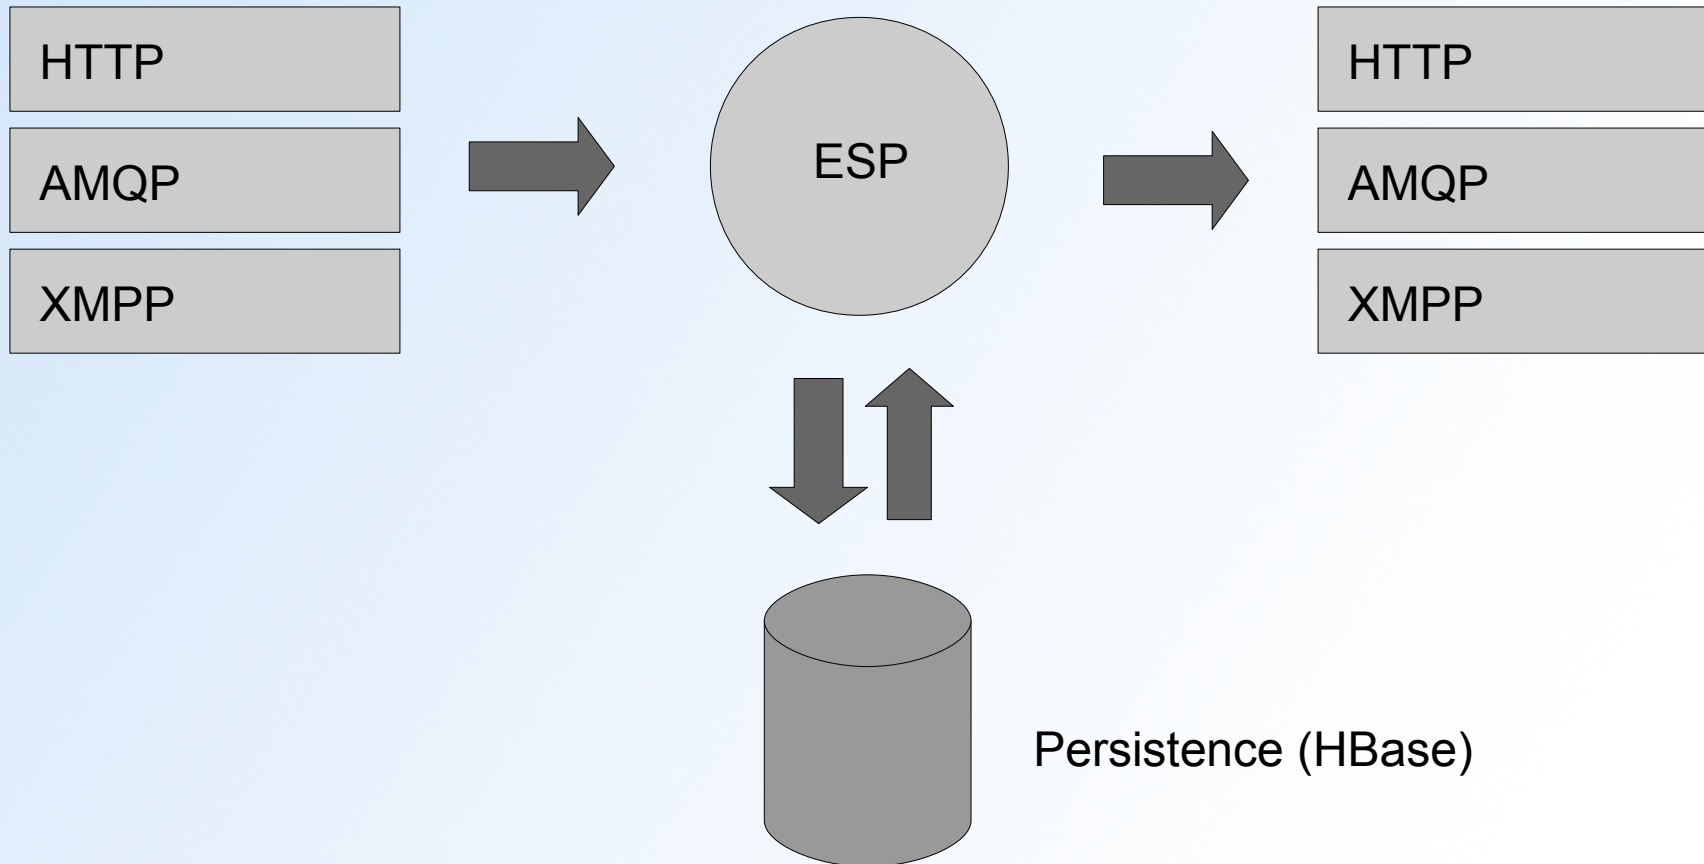 HTTP
AMQP
XMPP
ESP
HTTP
AMQP
XMPP
Persistence (HBase)